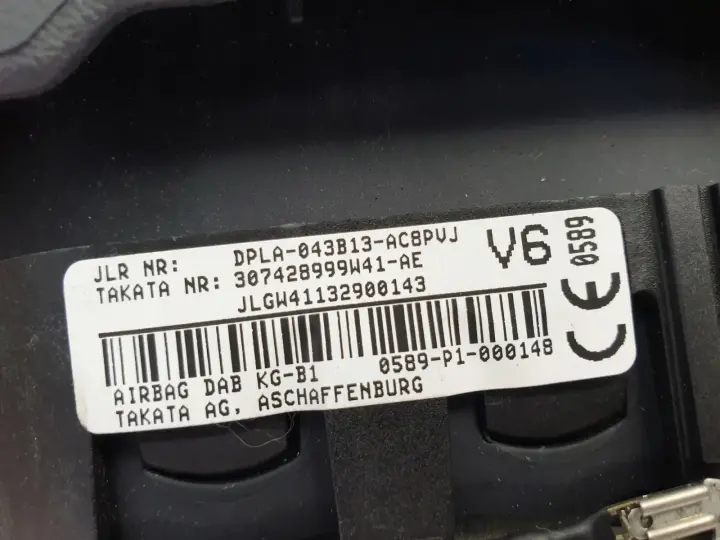 JLR NR: DPLA-043B13-AC8PVJ
TAKATA NR: 307428999W41-AE
JLGW41132900143
V6
0589
CE
AIRBAG DAB KG-B1 0589-P1-000148
TAKATA AG, ASCHAFFENBURG